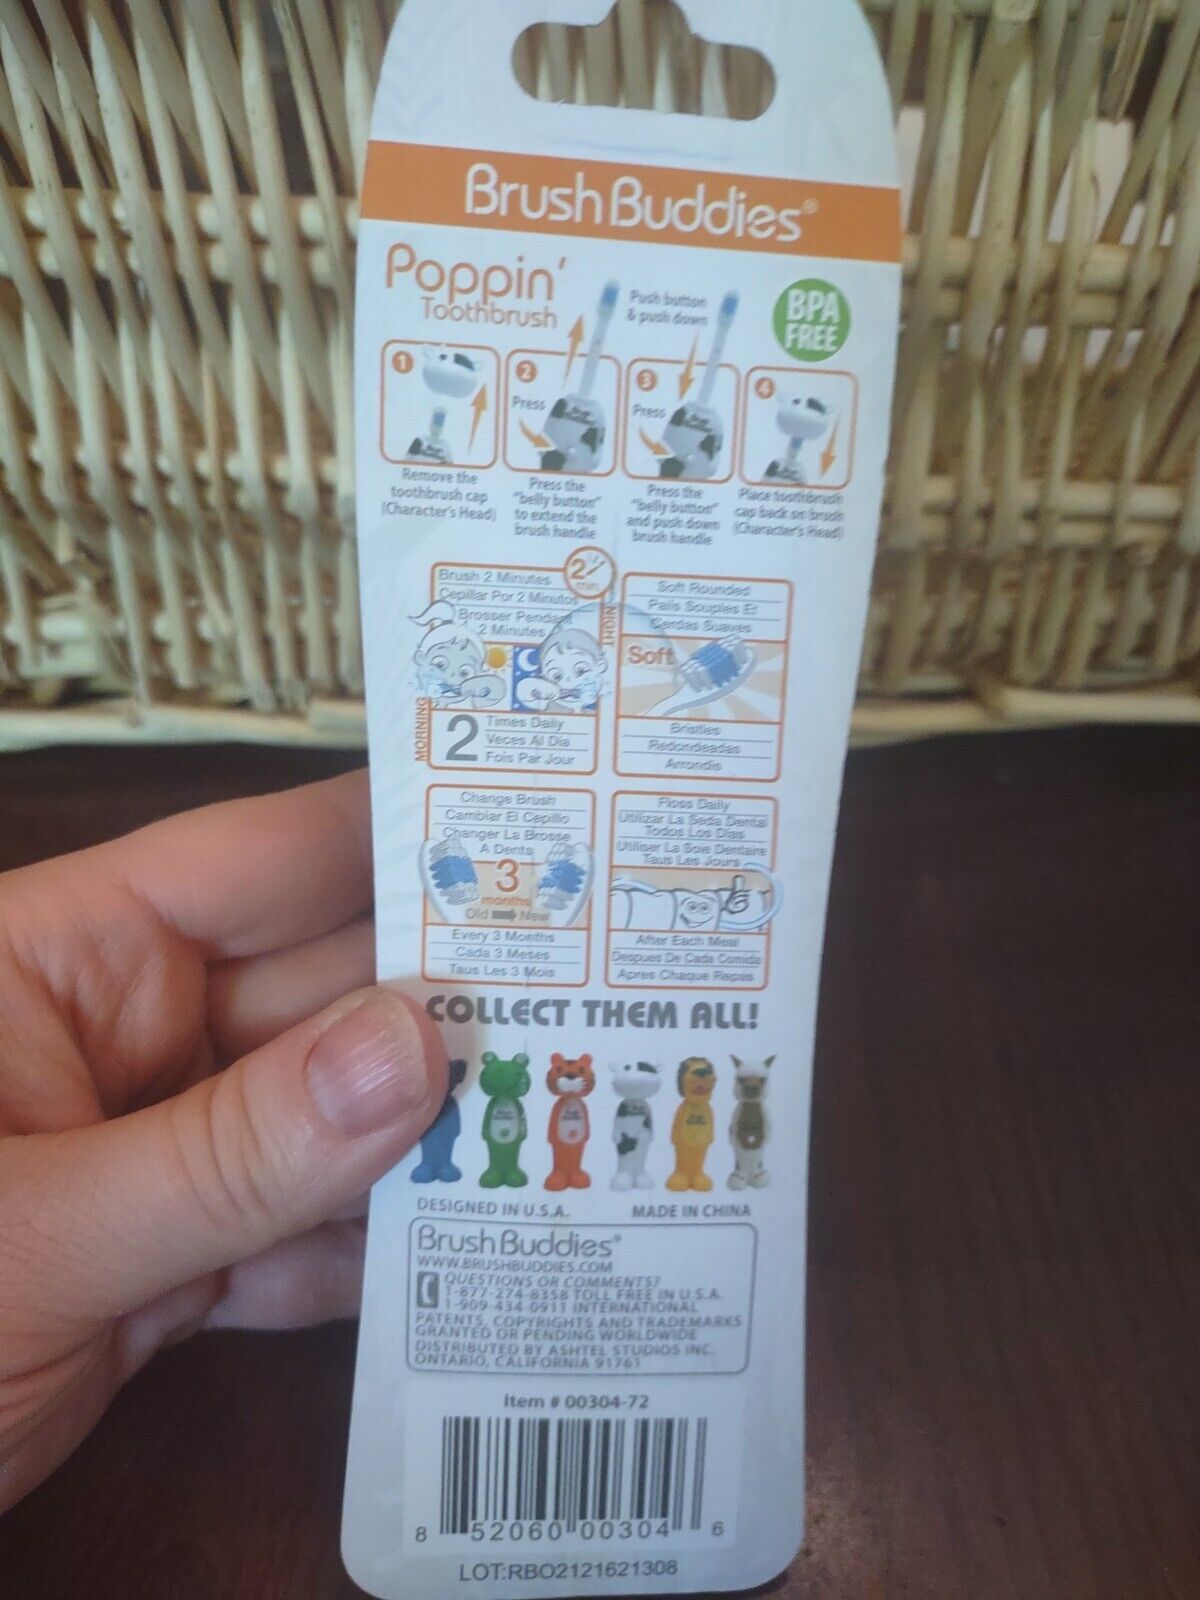 BrushBuddies®
Poppin'
Toothbrush
Push button
& push down
BPA
FREE
1
2
3
4
Press
Press
Remove the
toothbrush cap
(Character's Head)
Press the
"belly button"
to extend the
brush handle
Press the
"belly button"
and push down
brush handle
Place toothbrush
cap back on brush
(Character's Head)
Brush 2 Minutes
Cepillar Por 2 Minutos
Brosser Pendant
2 Minutes
2
min
MORNING
NIGHT
2
Times Daily
Veces Al Dia
Fois Par Jour
Soft Rounded
Pails Souples Et
Cerdas Suaves
Soft
Bristles
Redondeadas
Arrondis
Change Brush
Cambiar El Cepillo
Changer La Brosse
A Dents
3
months
Old New
Every 3 Months
Cada 3 Meses
Taus Les 3 Mois
Floss Daily
Utilizar La Seda Dental
Todos Los Dias
Utiliser La Soie Dentaire
Taus Les Jours
After Each Meal
Despues De Cada Comida
Apres Chaque Repas
COLLECT THEM ALL!
DESIGNED IN U.S.A.
MADE IN CHINA
BrushBuddies®
WWW.BRUSHBUDDIES.COM
QUESTIONS OR COMMENTS?
1-877-274-8358 TOLL FREE IN U.S.A.
1-909-434-0911 INTERNATIONAL
PATENTS, COPYRIGHTS AND TRADEMARKS
GRANTED OR PENDING WORLDWIDE
DISTRIBUTED BY ASHTEL STUDIOS INC.
ONTARIO, CALIFORNIA 91761
Item # 00304-72
8 52060 00304 6
LOT:RBO2121621308